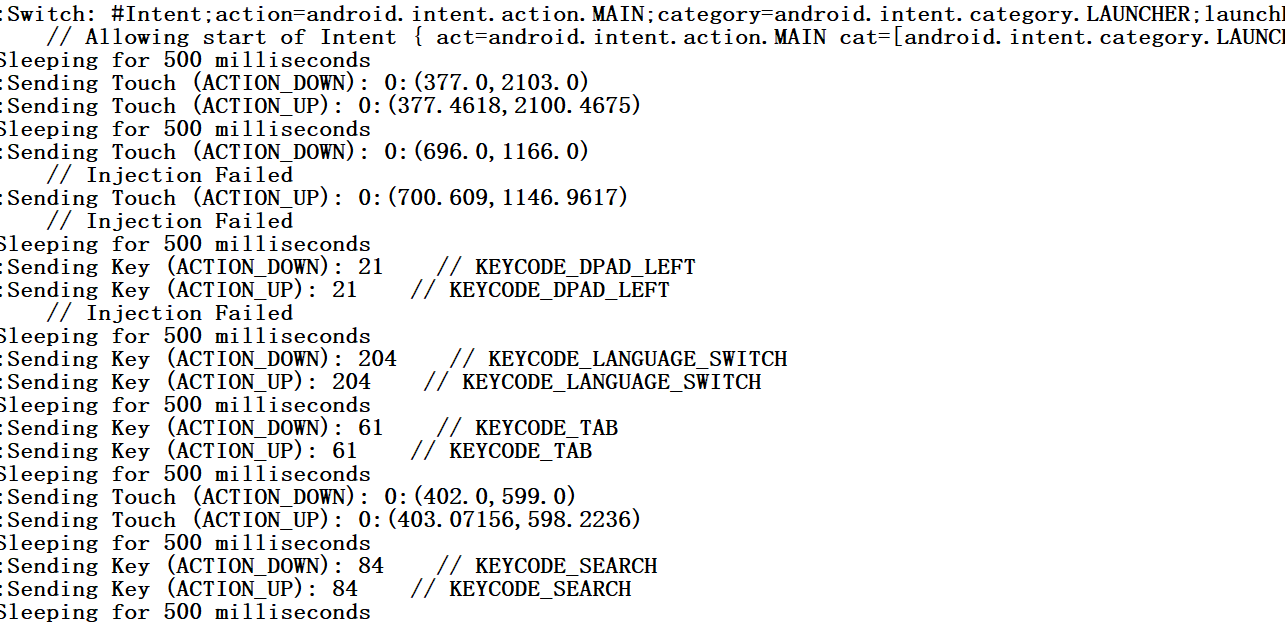 :Switch: #Intent;action=android.intent.action.MAIN;category=android.intent.category.LAUNCHER;launchF
// Allowing start of Intent { act=android.intent.action.MAIN cat=[android.intent.category.LAUNCH
Sleeping for 500 milliseconds
:Sending Touch (ACTION_DOWN): 0:(377.0,2103.0)
:Sending Touch (ACTION_UP): 0:(377.4618,2100.4675)
Sleeping for 500 milliseconds
:Sending Touch (ACTION_DOWN): 0:(696.0,1166.0)
// Injection Failed
:Sending Touch (ACTION_UP): 0:(700.609,1146.9617)
// Injection Failed
Sleeping for 500 milliseconds
:Sending Key (ACTION_DOWN): 21    // KEYCODE_DPAD_LEFT
:Sending Key (ACTION_UP): 21    // KEYCODE_DPAD_LEFT
// Injection Failed
Sleeping for 500 milliseconds
:Sending Key (ACTION_DOWN): 204    // KEYCODE_LANGUAGE_SWITCH
:Sending Key (ACTION_UP): 204    // KEYCODE_LANGUAGE_SWITCH
Sleeping for 500 milliseconds
:Sending Key (ACTION_DOWN): 61    // KEYCODE_TAB
:Sending Key (ACTION_UP): 61    // KEYCODE_TAB
Sleeping for 500 milliseconds
:Sending Touch (ACTION_DOWN): 0:(402.0,599.0)
:Sending Touch (ACTION_UP): 0:(403.07156,598.2236)
Sleeping for 500 milliseconds
:Sending Key (ACTION_DOWN): 84    // KEYCODE_SEARCH
:Sending Key (ACTION_UP): 84    // KEYCODE_SEARCH
Sleeping for 500 milliseconds